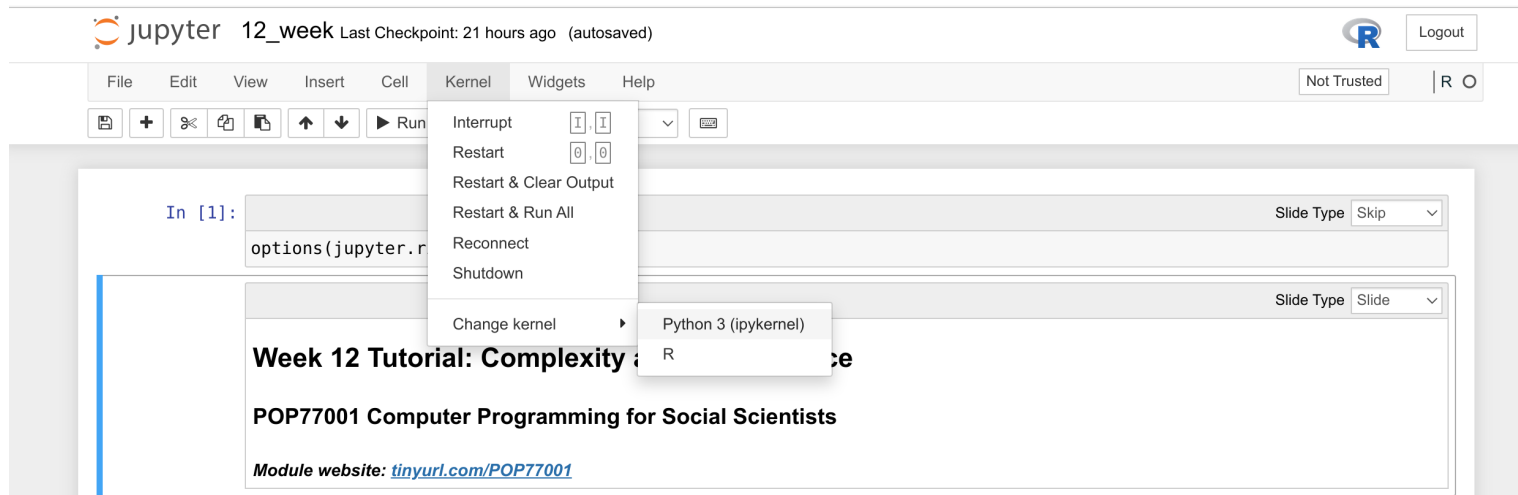 jupyter 12_week Last Checkpoint: 21 hours ago (autosaved) R Logout
File Edit View Insert Cell Kernel Widgets Help Not Trusted R
Run
Interrupt I,I
Restart 0,0
Restart & Clear Output
Restart & Run All
Reconnect
Shutdown
Change kernel
Python 3 (ipykernel)
R
In [1]: Slide Type Skip
options(jupyter.r
Slide Type Slide
Week 12 Tutorial: Complexity
POP77001 Computer Programming for Social Scientists
Module website: tinyurl.com/POP77001